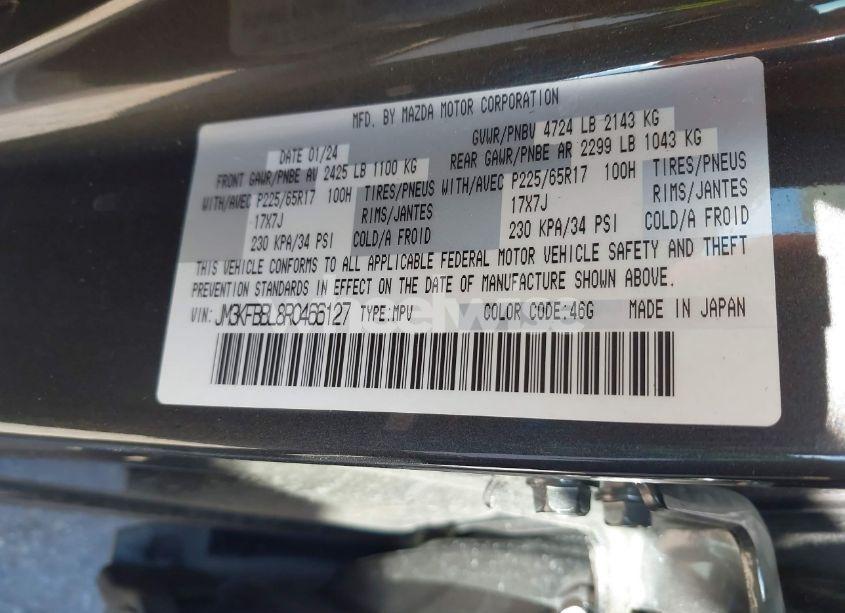 MFD. BY MAZDA MOTOR CORPORATION
DATE 01/24 GVWR/PNBV 4724 LB 2143 KG
FRONT GAWR/PNBE AV 2425 LB 1100 KG REAR GAWR/PNBE AR 2299 LB 1043 KG
WITH/AVEC P225/65R17 100H TIRES/PNEUS WITH/AVEC P225/65R17 100H TIRES/PNEUS
17X7J RIMS/JANTES 17X7J RIMS/JANTES
230 KPA/34 PSI COLD/A FROID 230 KPA/34 PSI COLD/A FROID
THIS VEHICLE CONFORMS TO ALL APPLICABLE FEDERAL MOTOR VEHICLE SAFETY AND THEFT
PREVENTION STANDARDS IN EFFECT ON THE DATE OF MANUFACTURE SHOWN ABOVE.
VIN: JM3KFBBL8R0466127 TYPE:MPV COLOR CODE:46G MADE IN JAPAN